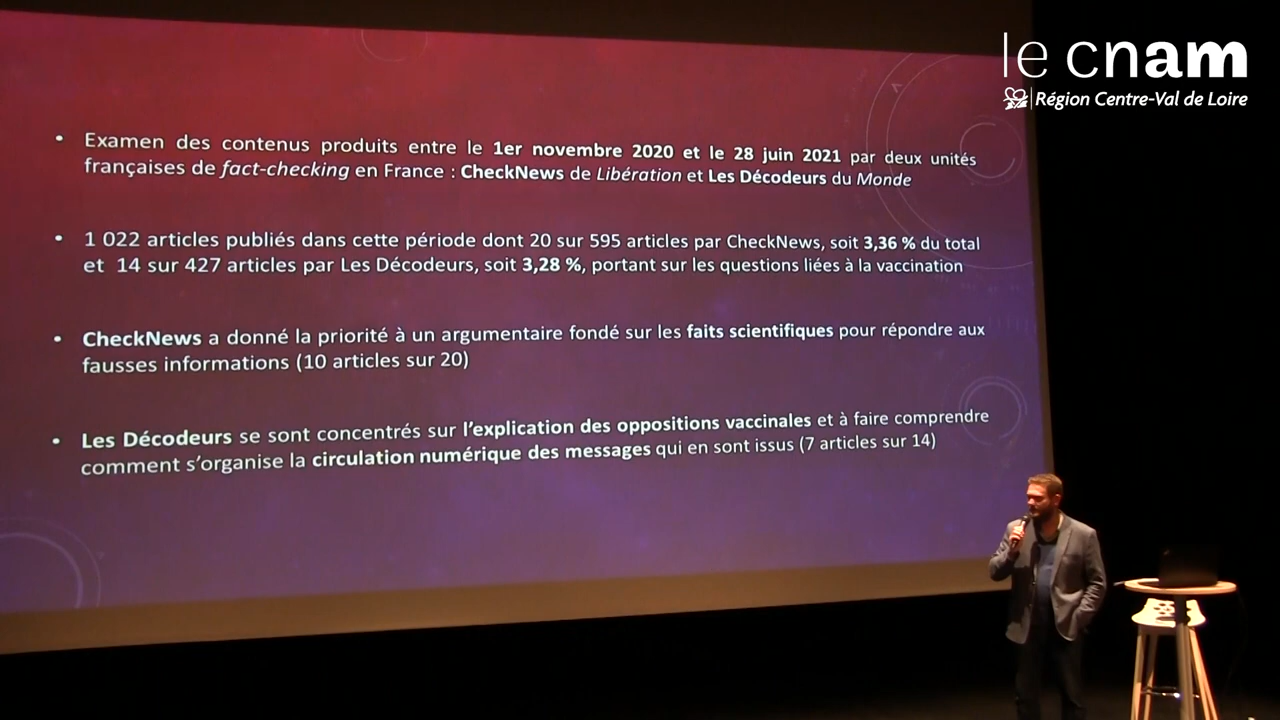 le cnam
Région Centre-Val de Loire
• Examen des contenus produits entre le 1er novembre 2020 et le 28 juin 2021 par deux unités
françaises de fact-checking en France : CheckNews de Libération et Les Décodeurs du Monde
• 1 022 articles publiés dans cette période dont 20 sur 595 articles par CheckNews, soit 3,36 % du total
et 14 sur 427 articles par Les Décodeurs, soit 3,28 %, portant sur les questions liées à la vaccination
• CheckNews a donné la priorité à un argumentaire fondé sur les faits scientifiques pour répondre aux
fausses informations (10 articles sur 20)
• Les Décodeurs se sont concentrés sur l’explication des oppositions vaccinales et à faire comprendre
comment s’organise la circulation numérique des messages qui en sont issus (7 articles sur 14)